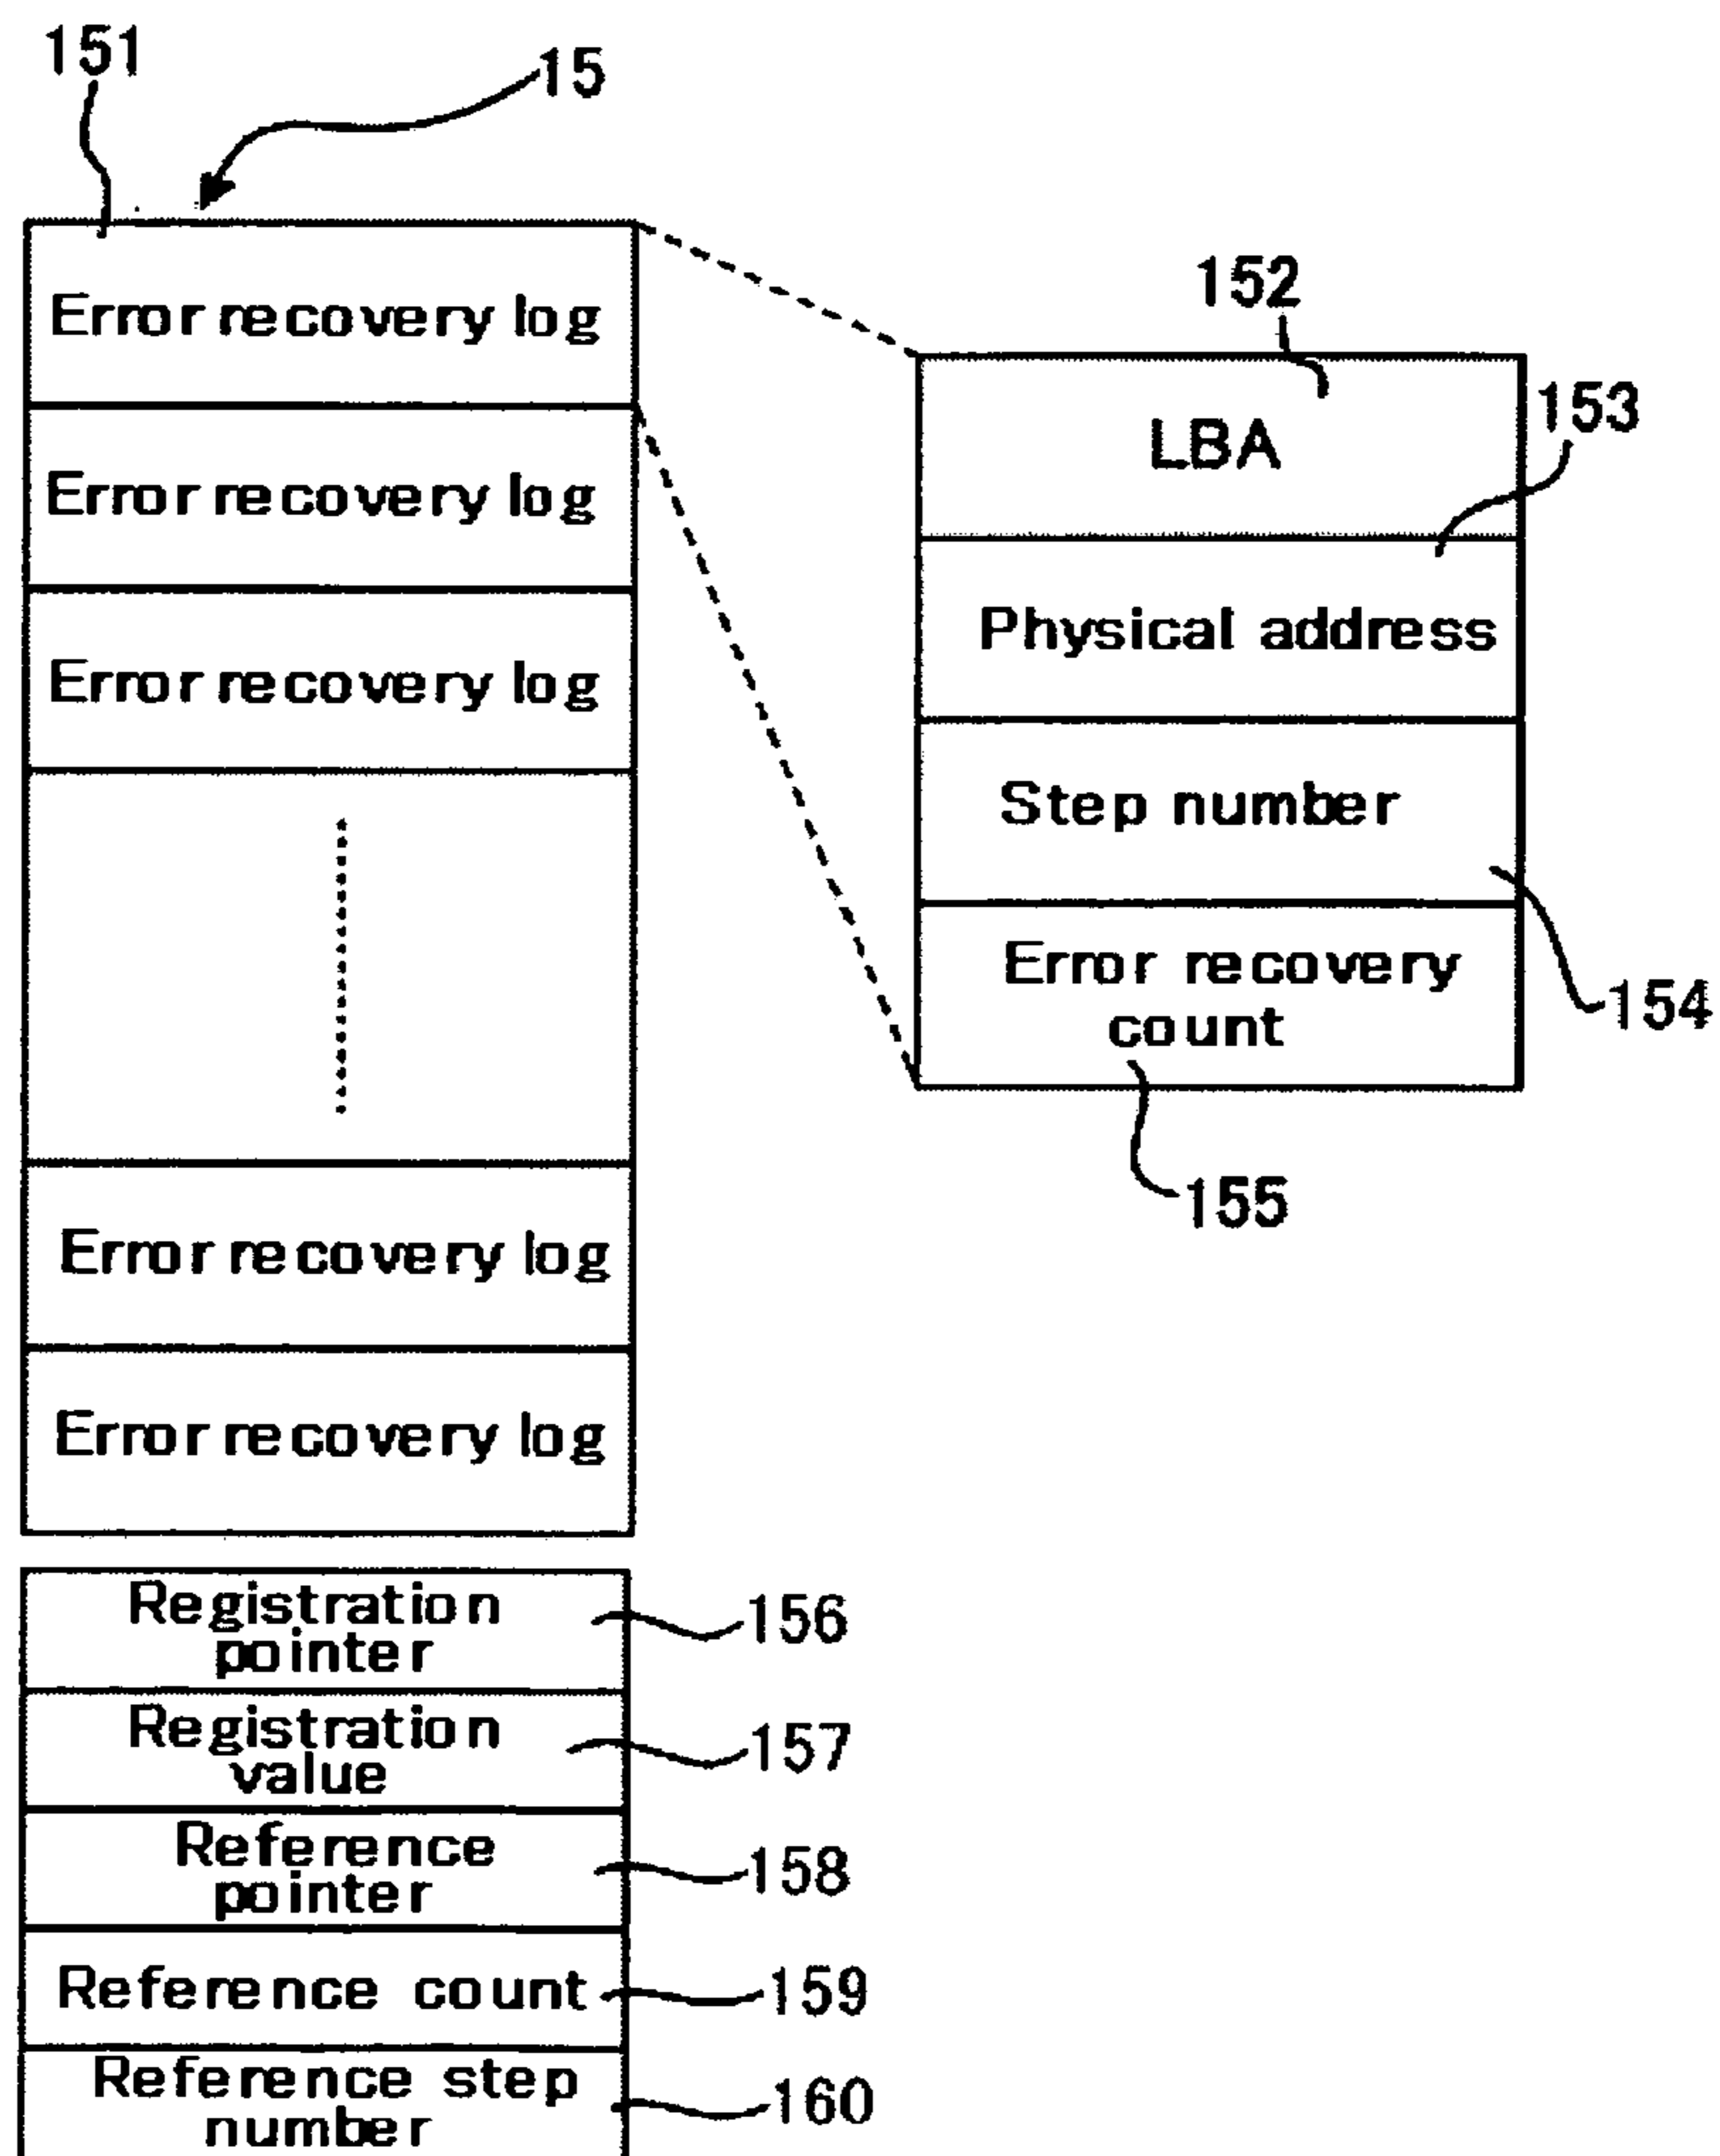 151
15
Error recovery log
Error recovery log
Error recovery log
Error recovery log
Error recovery log
152
LBA
153
Physical address
Step number
154
Error recovery
count
155
Registration
pointer
156
Registration
value
157
Reference
pointer
158
Reference count
159
Reference step
number
160